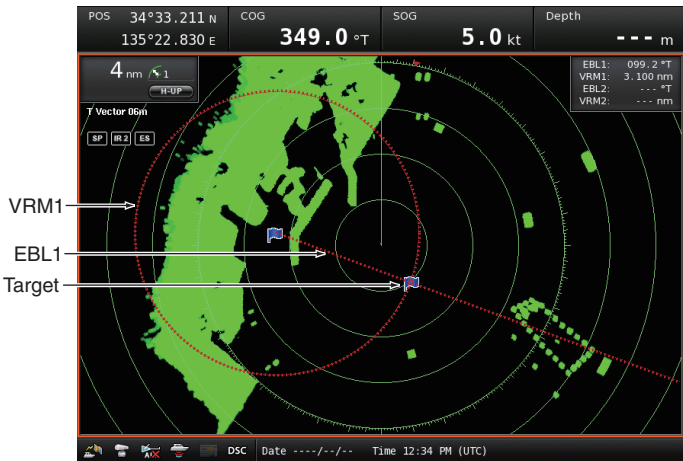 POS 34°33.211 N
135°22.830 E
COG
349.0 °T
SOG
5.0 kt
Depth
--- m
4 nm 1
H-UP
T Vector 06m
SP IR 2 ES
EBL1: 099.2 °T
VRM1: 3.100 nm
EBL2: --- °T
VRM2: --- nm
VRM1
EBL1
Target
DSC Date ----/--/-- Time 12:34 PM (UTC)